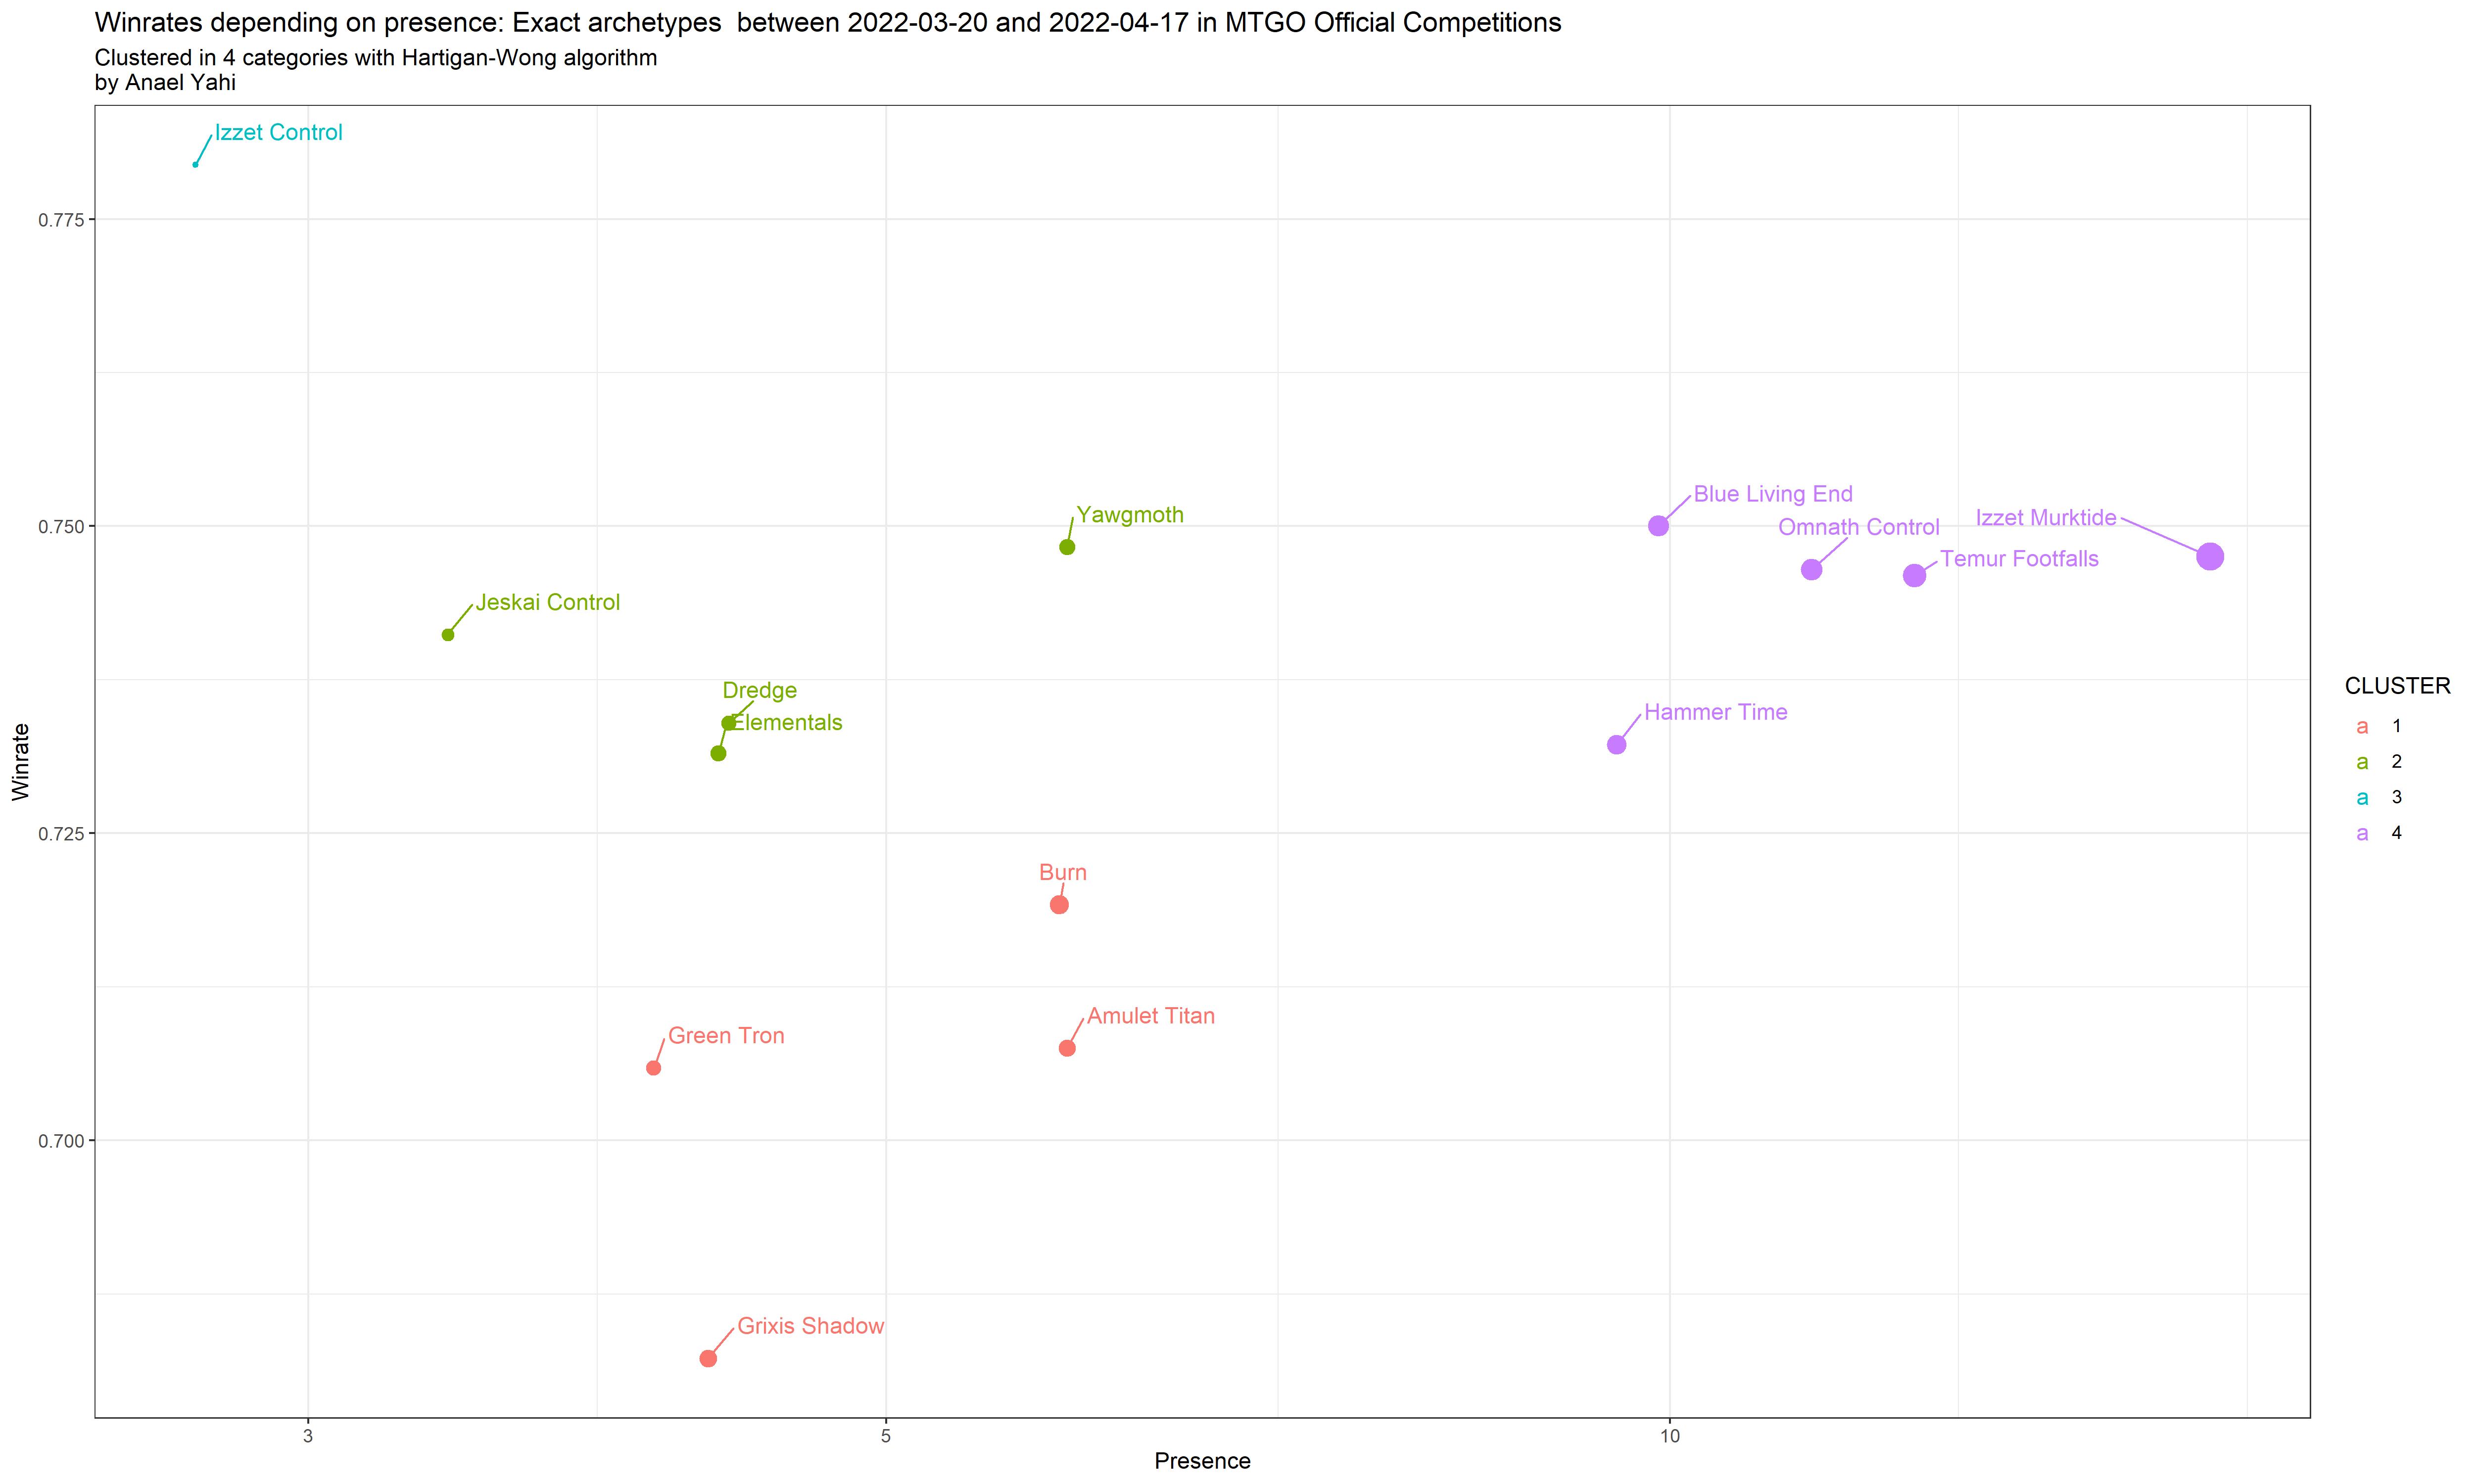 Winrates depending on presence: Exact archetypes  between 2022-03-20 and 2022-04-17 in MTGO Official Competitions
Clustered in 4 categories with Hartigan-Wong algorithm
by Anael Yahi
Izzet Control
0.775
Blue Living End
Yawgmoth
Izzet Murktide
0.750
Omnath Control
Temur Footfalls
Jeskai Control
Dredge
Hammer Time
Elementals
Winrate
0.725
Burn
Amulet Titan
Green Tron
0.700
Grixis Shadow
3
5
10
Presence
CLUSTER
a 1
a 2
a 3
a 4